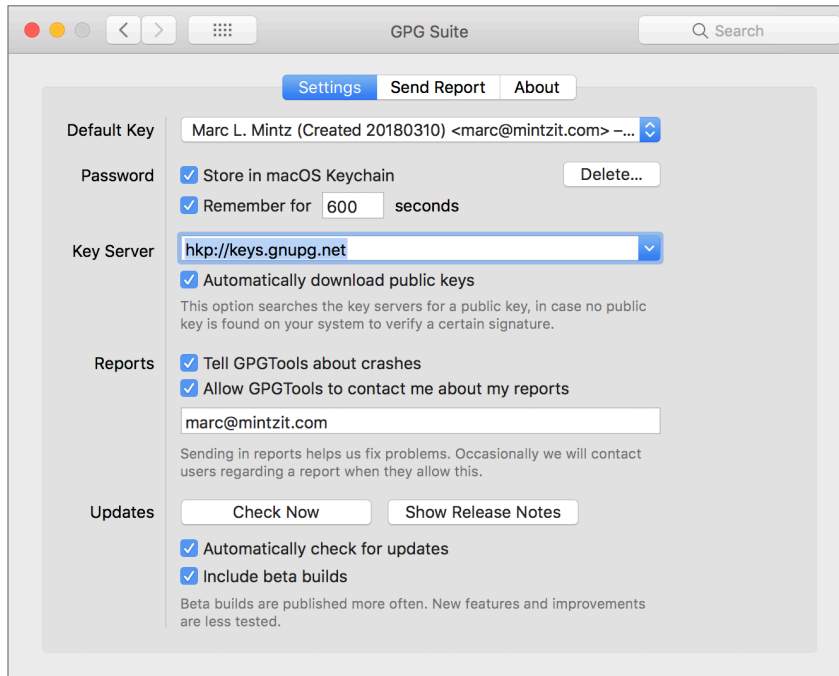 GPG Suite
Search
Settings Send Report About
Default Key Marc L. Mintz (Created 20180310) <marc@mintzit.com> –...
Password Store in macOS Keychain Delete...
Remember for 600 seconds
Key Server hkp://keys.gnupg.net
Automatically download public keys
This option searches the key servers for a public key, in case no public
key is found on your system to verify a certain signature.
Reports Tell GPGTools about crashes
Allow GPGTools to contact me about my reports
marc@mintzit.com
Sending in reports helps us fix problems. Occasionally we will contact
users regarding a report when they allow this.
Updates Check Now Show Release Notes
Automatically check for updates
Include beta builds
Beta builds are published more often. New features and improvements
are less tested.